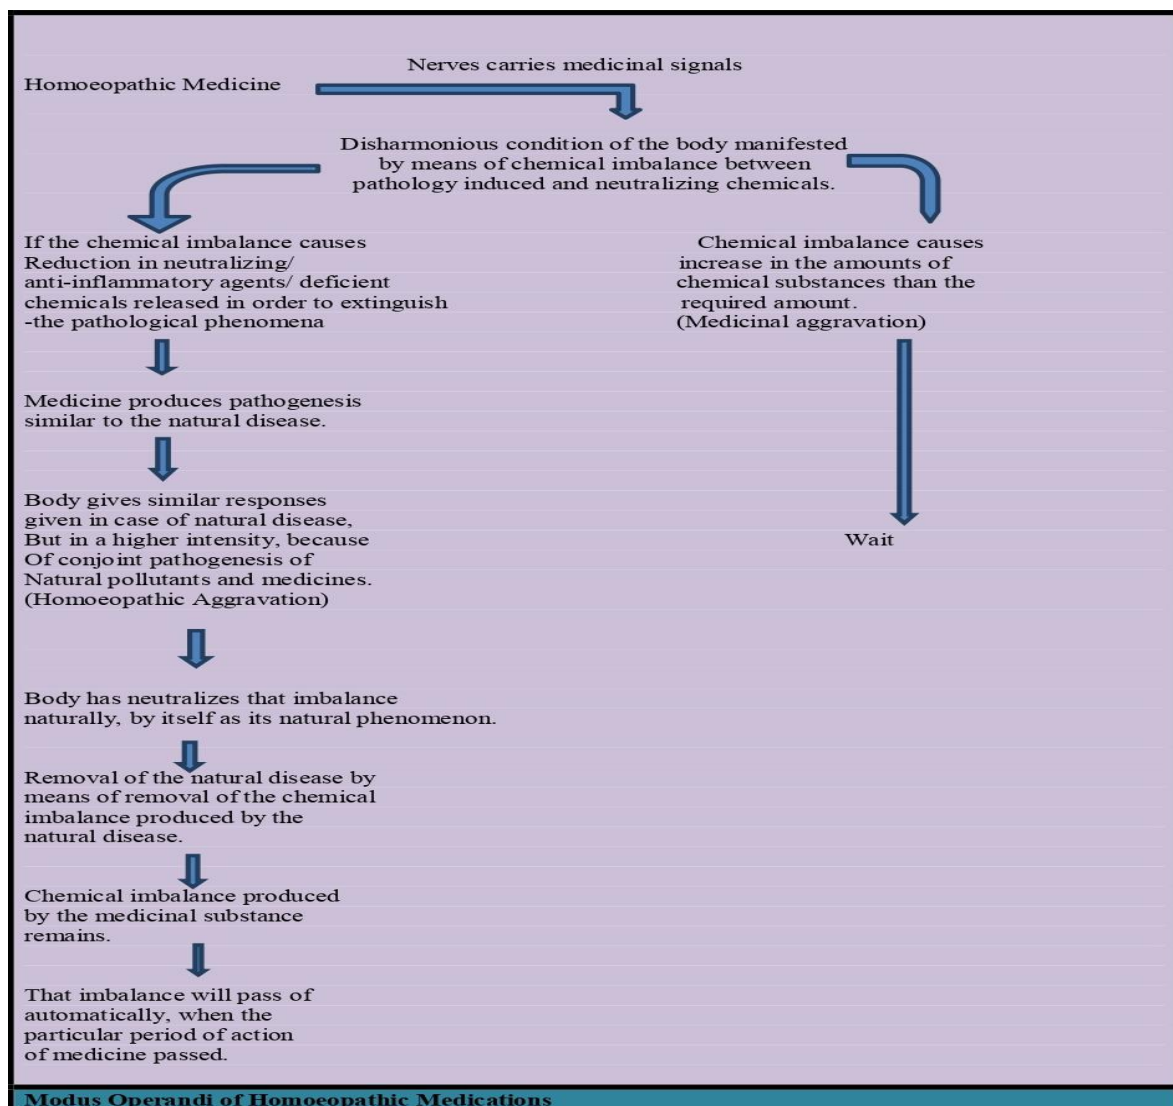 Nerves carries medicinal signals
Homoeopathic Medicine
Disharmonious condition of the body manifested
by means of chemical imbalance between
pathology induced and neutralizing chemicals.
If the chemical imbalance causes
Reduction in neutralizing/
anti-inflammatory agents/ deficient
chemicals released in order to extinguish
-the pathological phenomena
Chemical imbalance causes
increase in the amounts of
chemical substances than the
required amount.
(Medicinal aggravation)
Medicine produces pathogenesis
similar to the natural disease.
Body gives similar responses
given in case of natural disease,
But in a higher intensity, because
Of conjoint pathogenesis of
Natural pollutants and medicines.
(Homoeopathic Aggravation)
Wait
Body has neutralizes that imbalance
naturally, by itself as its natural phenomenon.
Removal of the natural disease by
means of removal of the chemical
imbalance produced by the
natural disease.
Chemical imbalance produced
by the medicinal substance
remains.
That imbalance will pass of
automatically, when the
particular period of action
of medicine passed.
Modus Operandi of Homoeopathic Medications